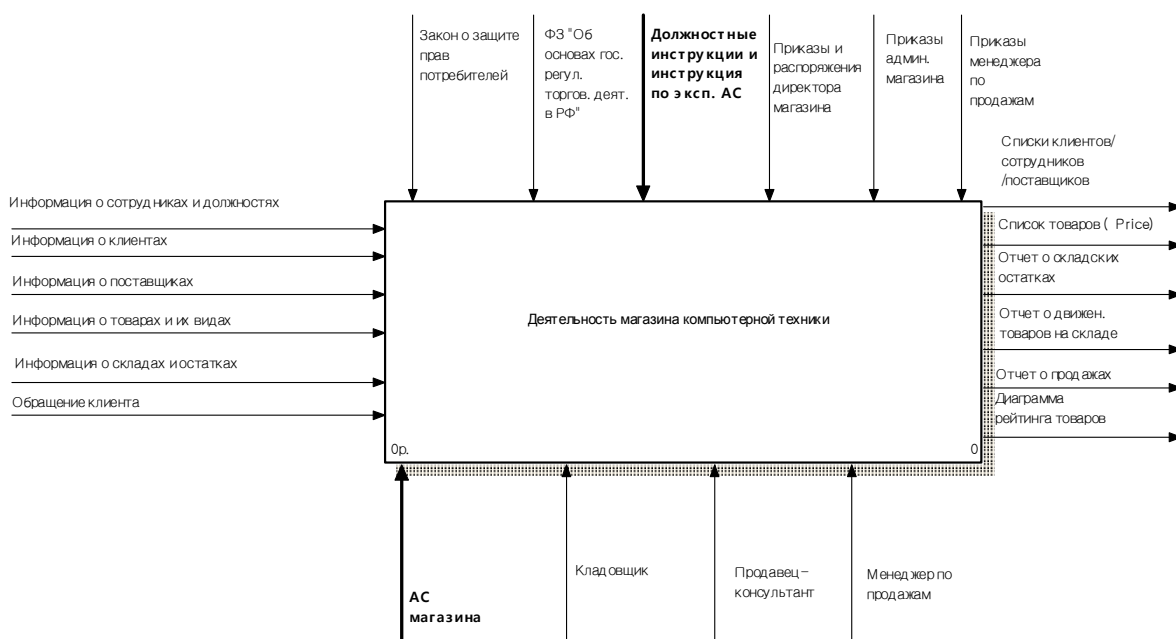 Закон о защите
прав
потребителей
ФЗ "Об
основах гос.
регул.
торгов. деят.
в РФ"
Должностные
инструкции и
инструкция
по эксп. АС
Приказы и
распоряжения
директора
магазина
Приказы
админ.
магазина
Приказы
менеджера
по
продажам
Списки клиентов/
сотрудников
/поставщиков
Информация о сотрудниках и должностях
Информация о клиентах
Информация о поставщиках
Информация о товарах и их видах
Информация о складах и остатках
Обращение клиента
Деятельность магазина компьютерной техники
0р.
0
Список товаров ( Price)
Отчет о складских
остатках
Отчет о движен.
товаров на складе
Отчет о продажах
Диаграмма
рейтинга товаров
АС
магазина
Кладовщик
Продавец–
консультант
Менеджер по
продажам